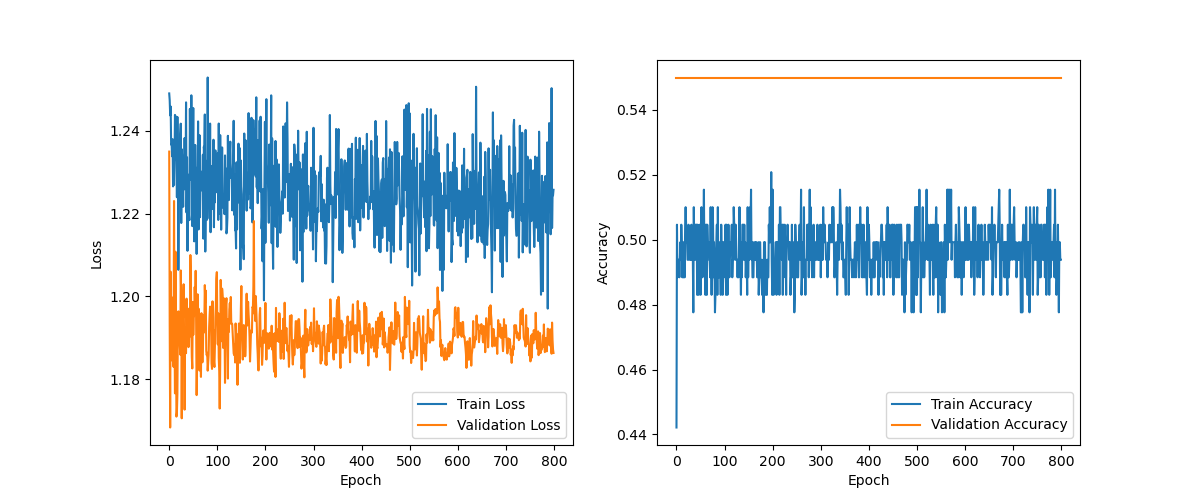 1.24
1.22
1.20
1.18
Loss
0 100 200 300 400 500 600 700 800
Epoch
Train Loss
Validation Loss
0.54
0.52
0.50
0.48
0.46
0.44
Accuracy
0 100 200 300 400 500 600 700 800
Epoch
Train Accuracy
Validation Accuracy